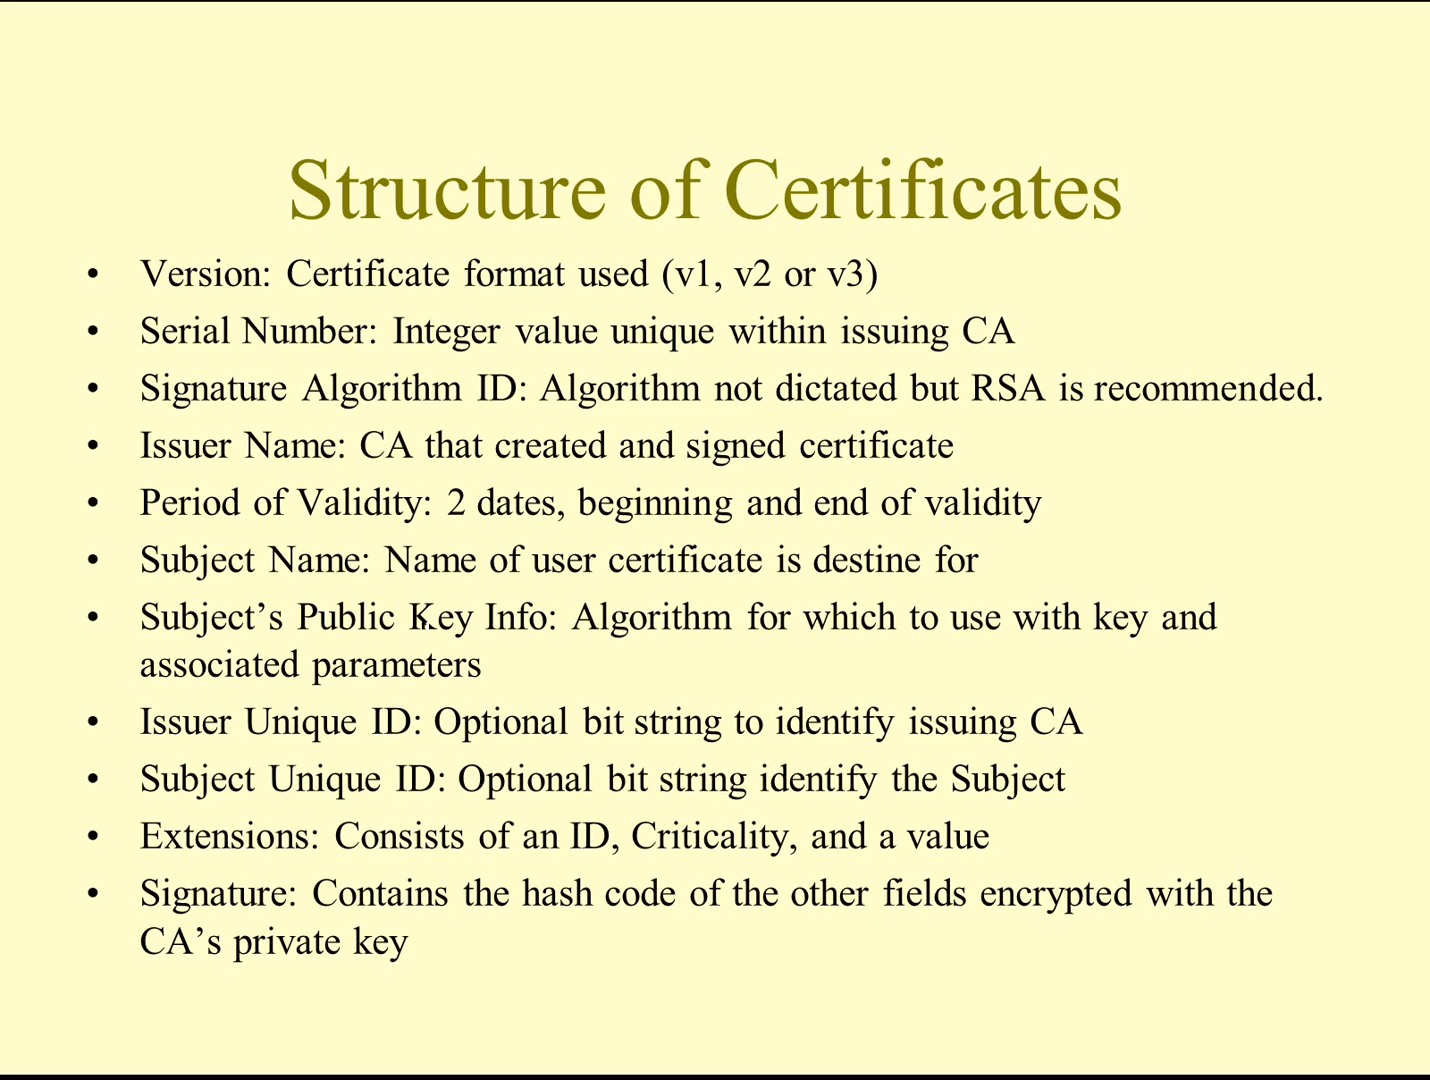 Structure of Certificates
• Version: Certificate format used (v1, v2 or v3)
• Serial Number: Integer value unique within issuing CA
• Signature Algorithm ID: Algorithm not dictated but RSA is recommended.
• Issuer Name: CA that created and signed certificate
• Period of Validity: 2 dates, beginning and end of validity
• Subject Name: Name of user certificate is destine for
• Subject’s Public Key Info: Algorithm for which to use with key and
associated parameters
• Issuer Unique ID: Optional bit string to identify issuing CA
• Subject Unique ID: Optional bit string identify the Subject
• Extensions: Consists of an ID, Criticality, and a value
• Signature: Contains the hash code of the other fields encrypted with the
CA’s private key